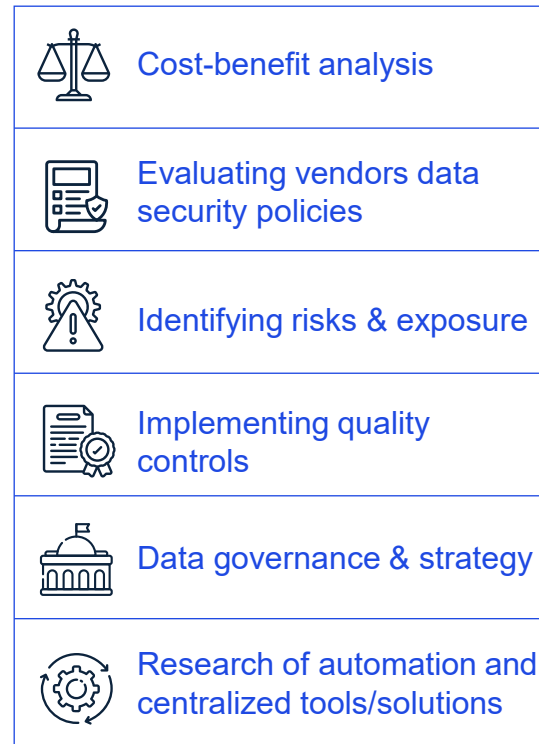 Cost-benefit analysis
Evaluating vendors data
security policies
Identifying risks & exposure
Implementing quality
controls
Data governance & strategy
Research of automation and
centralized tools/solutions